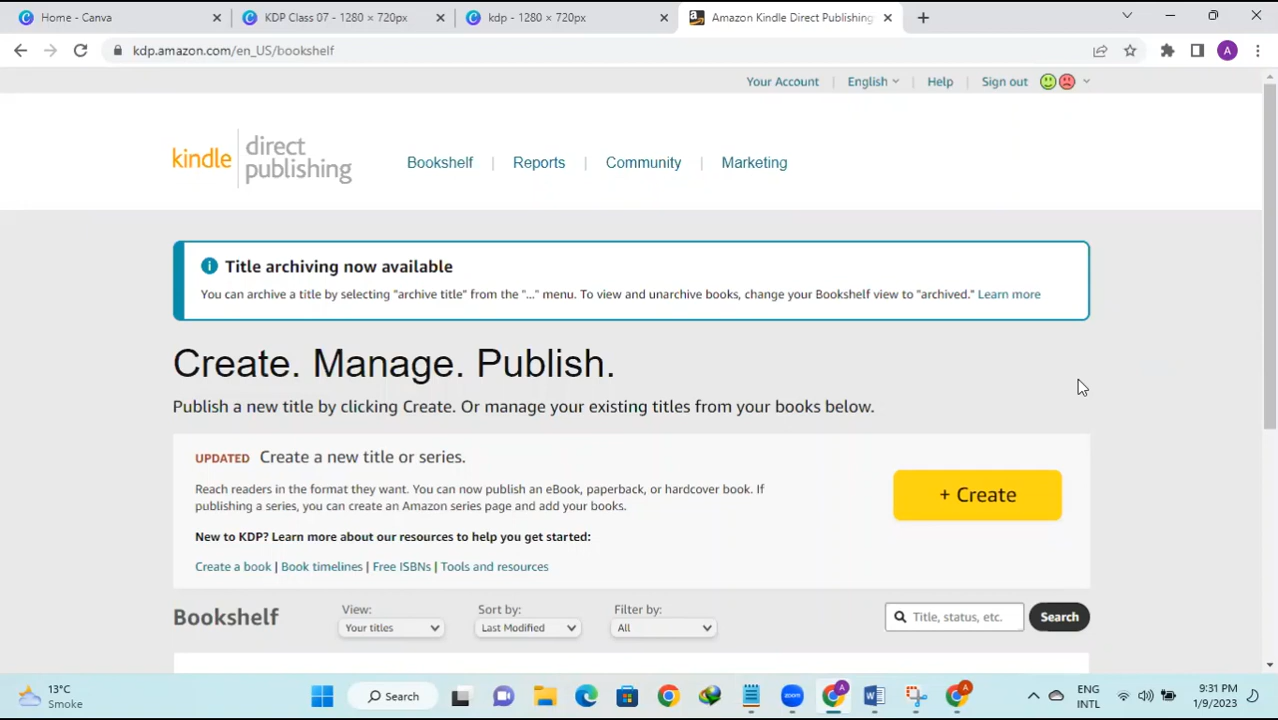 Home - Canva
KDP Class 07 - 1280 × 720px
kdp - 1280 × 720px
Amazon Kindle Direct Publishing
kdp.amazon.com/en_US/bookshelf
A
Your Account | English | Help | Sign out
kindle direct publishing
Bookshelf | Reports | Community | Marketing
Title archiving now available
You can archive a title by selecting "archive title" from the "..." menu. To view and unarchive books, change your Bookshelf view to "archived." Learn more
Create. Manage. Publish.
Publish a new title by clicking Create. Or manage your existing titles from your books below.
UPDATED Create a new title or series.
Reach readers in the format they want. You can now publish an eBook, paperback, or hardcover book. If
publishing a series, you can create an Amazon series page and add your books.
+ Create
New to KDP? Learn more about our resources to help you get started:
Create a book | Book timelines | Free ISBNs | Tools and resources
Bookshelf
View:
Your titles
Sort by:
Last Modified
Filter by:
All
Title, status, etc.
Search
13°C
Smoke
Search
zoom
A
A
ENG
INTL
9:31 PM
1/9/2023